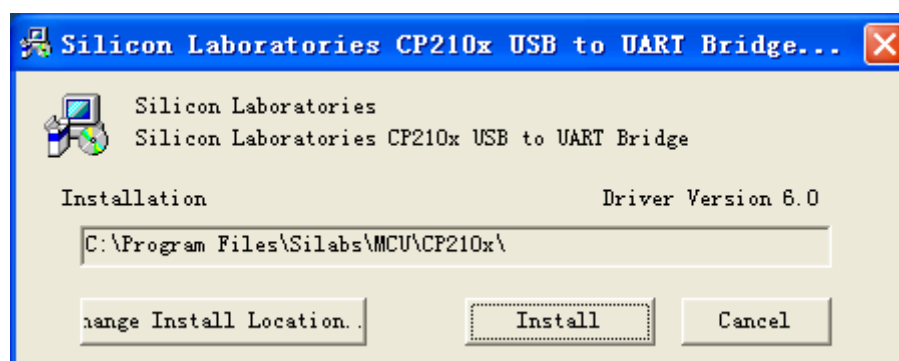 Silicon Laboratories CP210x USB to UART Bridge...
Silicon Laboratories
Silicon Laboratories CP210x USB to UART Bridge
Installation Driver Version 6.0
C:\Program Files\Silabs\MCU\CP210x\
hange Install Location.. Install Cancel